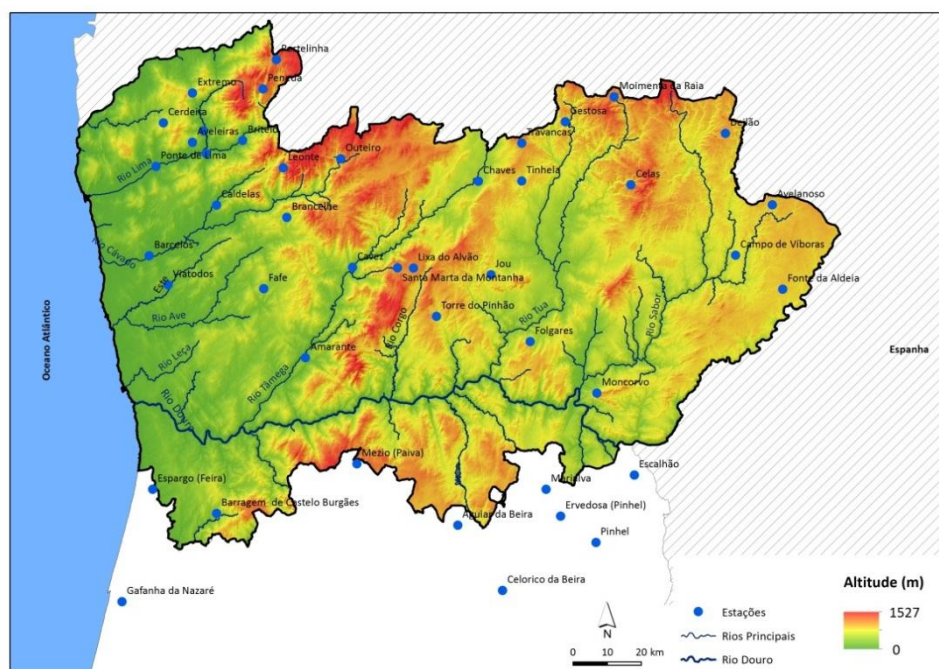 Portelinha
Peneda
Extremo
Moimenta da Raia
Cerdeira
Gestosa
Deilão
Aveleiras
Britelo
Travancas
Ponte de Lima
Outeiro
Rio Lima
Leonte
Chaves
Tinhela
Celas
Caldelas
Avelanoso
Brancelhe
Rio Cavado
Barcelos
Cavez
Lixa do Alvão
Campo de Víboras
Santa Marta da Montanha
Jou
Este
Viatodos
Fafe
Fonte da Aldeia
Rio Ave
Torre do Pinhão
Rio Tua
Rio Sabor
Rio Corgo
Folgares
Oceano Atlântico
Espanha
Rio Leça
Amarante
Rio Tâmega
Moncorvo
Rio Douro
Mezio (Paiva)
Escalhão
Espargo (Feira)
Marialva
Barragem de Castelo Burgães
Ervedosa (Pinhel)
Aguiar da Beira
Pinhel
Celorico da Beira
Gafanha da Nazaré
Altitude (m)
1527
0
Estações
Rios Principais
Rio Douro
N
10 0 10 20 km